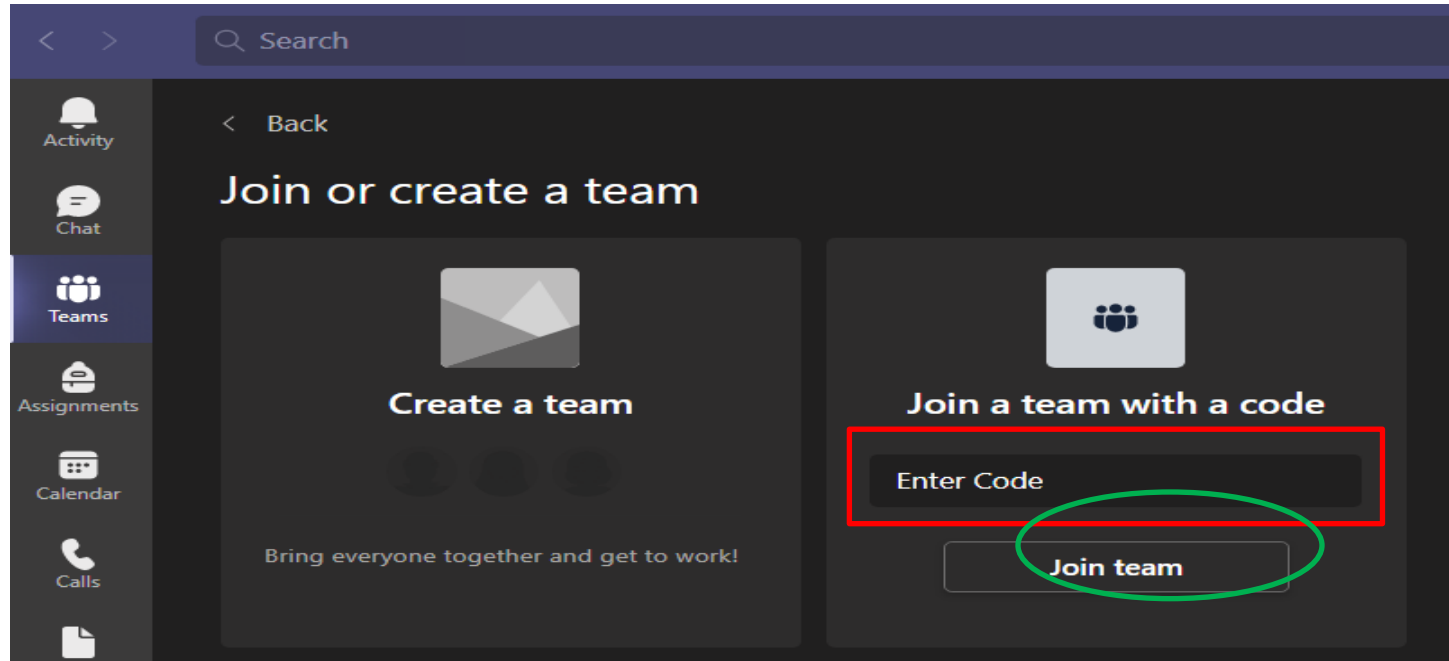 Search
Activity
Chat
Teams
Assignments
Calendar
Calls
Back
Join or create a team
Create a team
Bring everyone together and get to work!
Join a team with a code
Enter Code
Join team